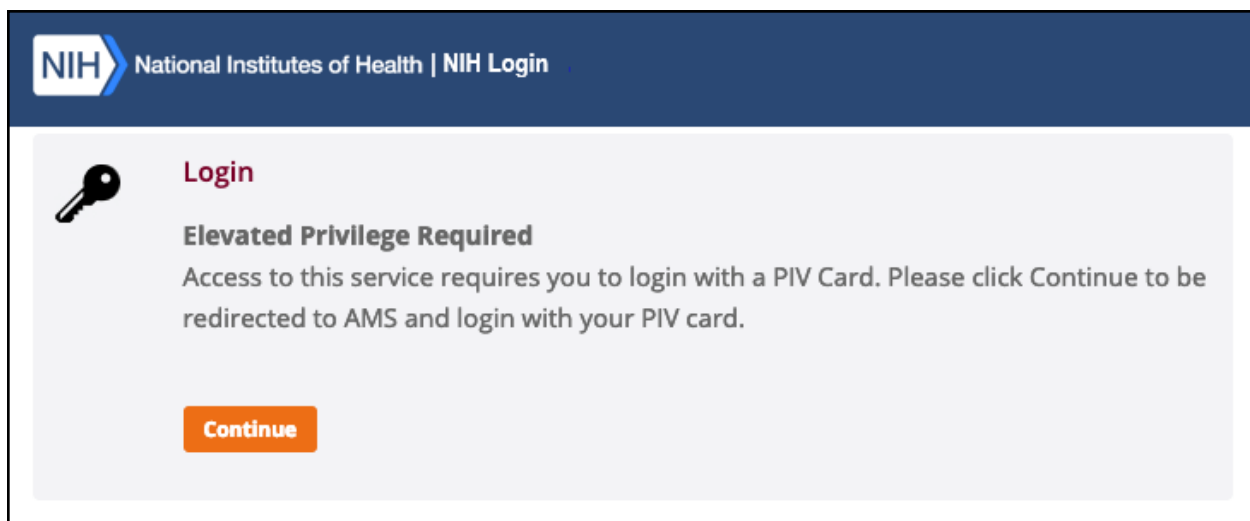 NIH National Institutes of Health | NIH Login
Login
Elevated Privilege Required
Access to this service requires you to login with a PIV Card. Please click Continue to be
redirected to AMS and login with your PIV card.
Continue